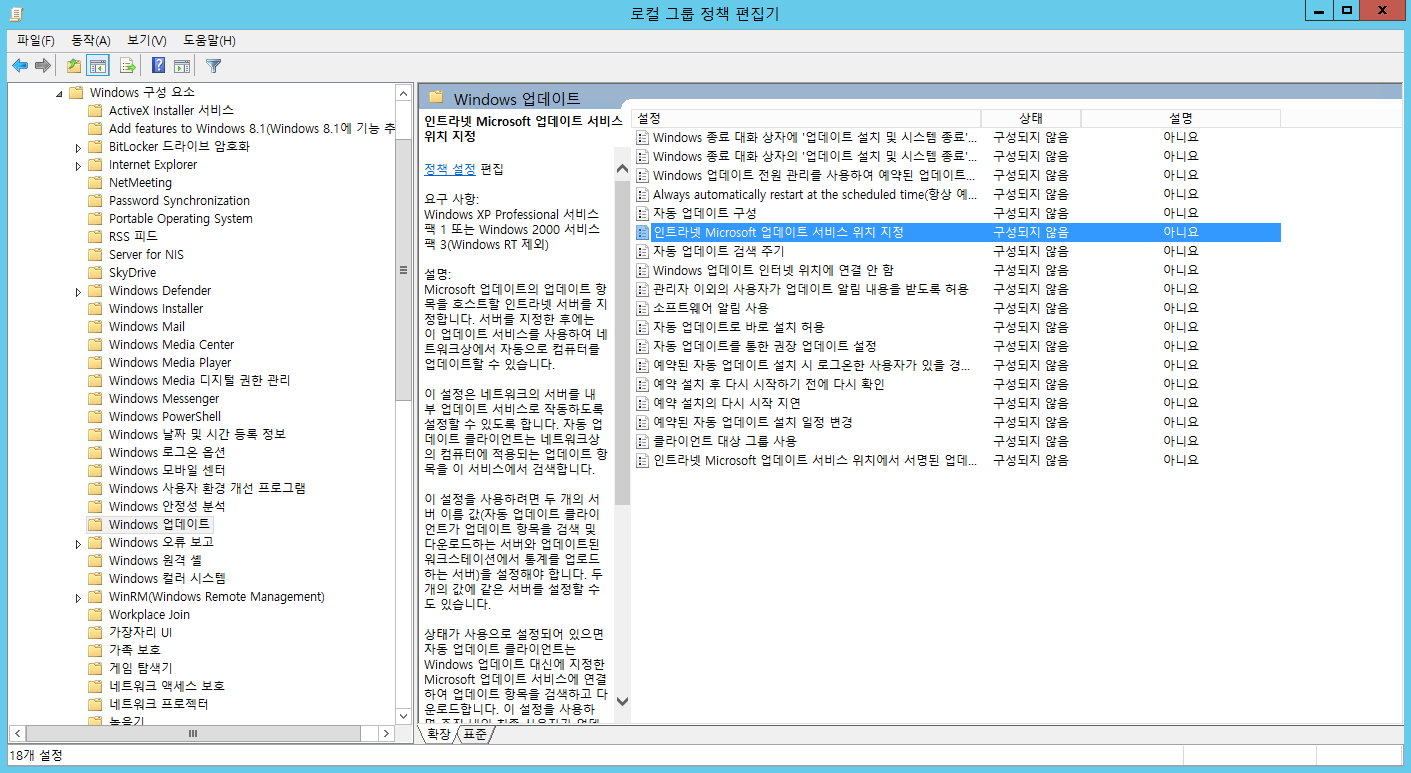 로컬 그룹 정책 편집기
파일(F) 동작(A) 보기(V) 도움말(H)
Windows 구성 요소
ActiveX Installer 서비스
Add features to Windows 8.1(Windows 8.1에 기능 추
BitLocker 드라이브 암호화
Internet Explorer
NetMeeting
Password Synchronization
Portable Operating System
RSS 피드
Server for NIS
SkyDrive
Windows Defender
Windows Installer
Windows Mail
Windows Media Center
Windows Media Player
Windows Media 디지털 권한 관리
Windows Messenger
Windows PowerShell
Windows 날짜 및 시간 등록 정보
Windows 로그온 옵션
Windows 모바일 센터
Windows 사용자 환경 개선 프로그램
Windows 안정성 분석
Windows 업데이트
Windows 오류 보고
Windows 원격 셸
Windows 컬러 시스템
WinRM(Windows Remote Management)
Workplace Join
가장자리 UI
가족 보호
게임 탐색기
네트워크 액세스 보호
네트워크 프로젝터
녹음기
Windows 업데이트
인트라넷 Microsoft 업데이트 서비스
위치 지정
정책 설정 편집
요구 사항:
Windows XP Professional 서비스
팩 1 또는 Windows 2000 서비스
팩 3(Windows RT 제외)
설명:
Microsoft 업데이트의 업데이트 항
목을 호스트할 인트라넷 서버를 지
정합니다. 서버를 지정한 후에는
이 업데이트 서비스를 사용하여 네
트워크상에서 자동으로 컴퓨터를
업데이트할 수 있습니다.
이 설정은 네트워크의 서버를 내
부 업데이트 서비스로 작동하도록
설정할 수 있도록 합니다. 자동 업
데이트 클라이언트는 네트워크상
의 컴퓨터에 적용되는 업데이트 항
목을 이 서비스에서 검색합니다.
이 설정을 사용하려면 두 개의 서
버 이름 값(자동 업데이트 클라이
언트가 업데이트 항목을 검색 및
다운로드하는 서버와 업데이트된
워크스테이션에서 통계를 업로드
하는 서버)을 설정해야 합니다. 두
개의 값에 같은 서버를 설정할 수
도 있습니다.
상태가 사용으로 설정되어 있으면
자동 업데이트 클라이언트는
Windows 업데이트 대신에 지정한
Microsoft 업데이트 서비스에 연결
하여 업데이트 항목을 검색하고 다
운로드합니다. 이 설정을 사용하
설정 상태 설명
Windows 종료 대화 상자에 '업데이트 설치 및 시스템 종료'... 구성되지 않음 아니요
Windows 종료 대화 상자의 '업데이트 설치 및 시스템 종료'... 구성되지 않음 아니요
Windows 업데이트 전원 관리를 사용하여 예약된 업데이트... 구성되지 않음 아니요
Always automatically restart at the scheduled time(항상 예... 구성되지 않음 아니요
자동 업데이트 구성 구성되지 않음 아니요
인트라넷 Microsoft 업데이트 서비스 위치 지정 구성되지 않음 아니요
자동 업데이트 검색 주기 구성되지 않음 아니요
Windows 업데이트 인터넷 위치에 연결 안 함 구성되지 않음 아니요
관리자 이외의 사용자가 업데이트 알림 내용을 받도록 허용 구성되지 않음 아니요
소프트웨어 알림 사용 구성되지 않음 아니요
자동 업데이트로 바로 설치 허용 구성되지 않음 아니요
자동 업데이트를 통한 권장 업데이트 설정 구성되지 않음 아니요
예약된 자동 업데이트 설치 시 로그온한 사용자가 있을 경... 구성되지 않음 아니요
예약 설치 후 다시 시작하기 전에 다시 확인 구성되지 않음 아니요
예약 설치의 다시 시작 지연 구성되지 않음 아니요
예약된 자동 업데이트 설치 일정 변경 구성되지 않음 아니요
클라이언트 대상 그룹 사용 구성되지 않음 아니요
인트라넷 Microsoft 업데이트 서비스 위치에서 서명된 업데... 구성되지 않음 아니요
확장 표준
18개 설정